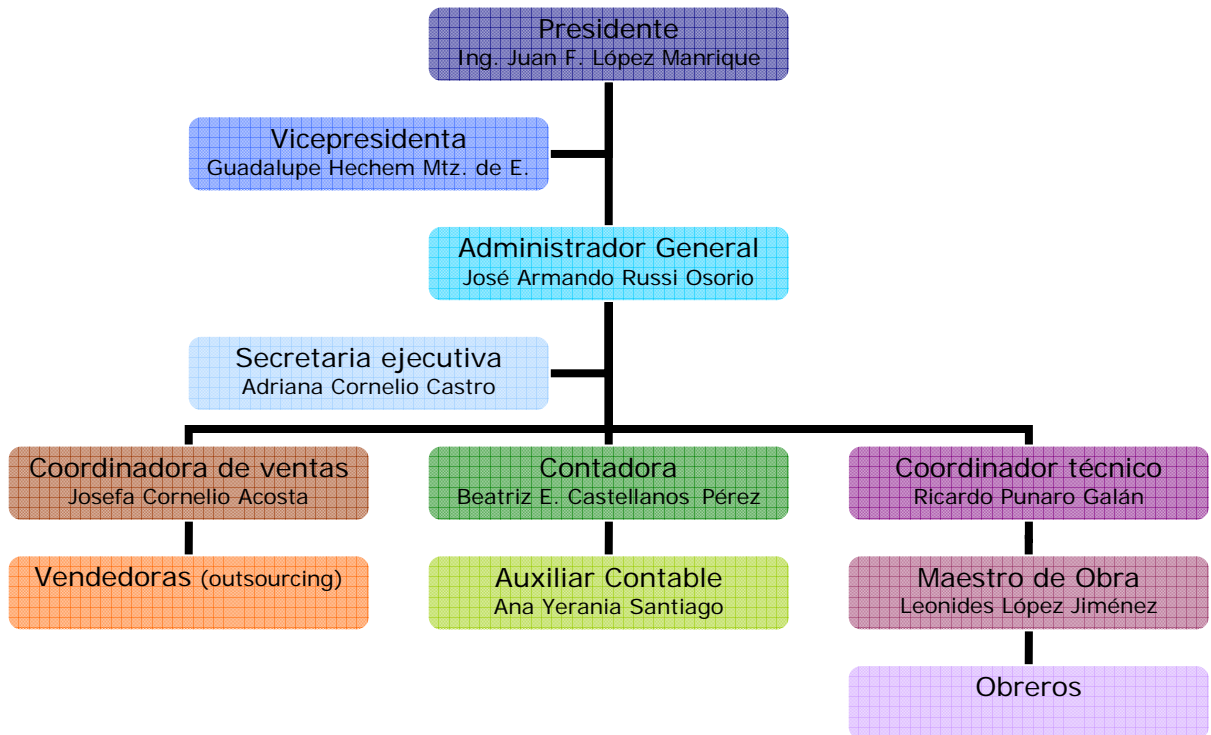 Presidente
Ing. Juan F. López Manrique
Vicepresidenta
Guadalupe Hechem Mtz. de E.
Administrador General
José Armando Russi Osorio
Secretaria ejecutiva
Adriana Cornelio Castro
Coordinadora de ventas
Josefa Cornelio Acosta
Contadora
Beatriz E. Castellanos Pérez
Coordinador técnico
Ricardo Punaro Galán
Vendedoras (outsourcing)
Auxiliar Contable
Ana Yerania Santiago
Maestro de Obra
Leonides López Jiménez
Obreros